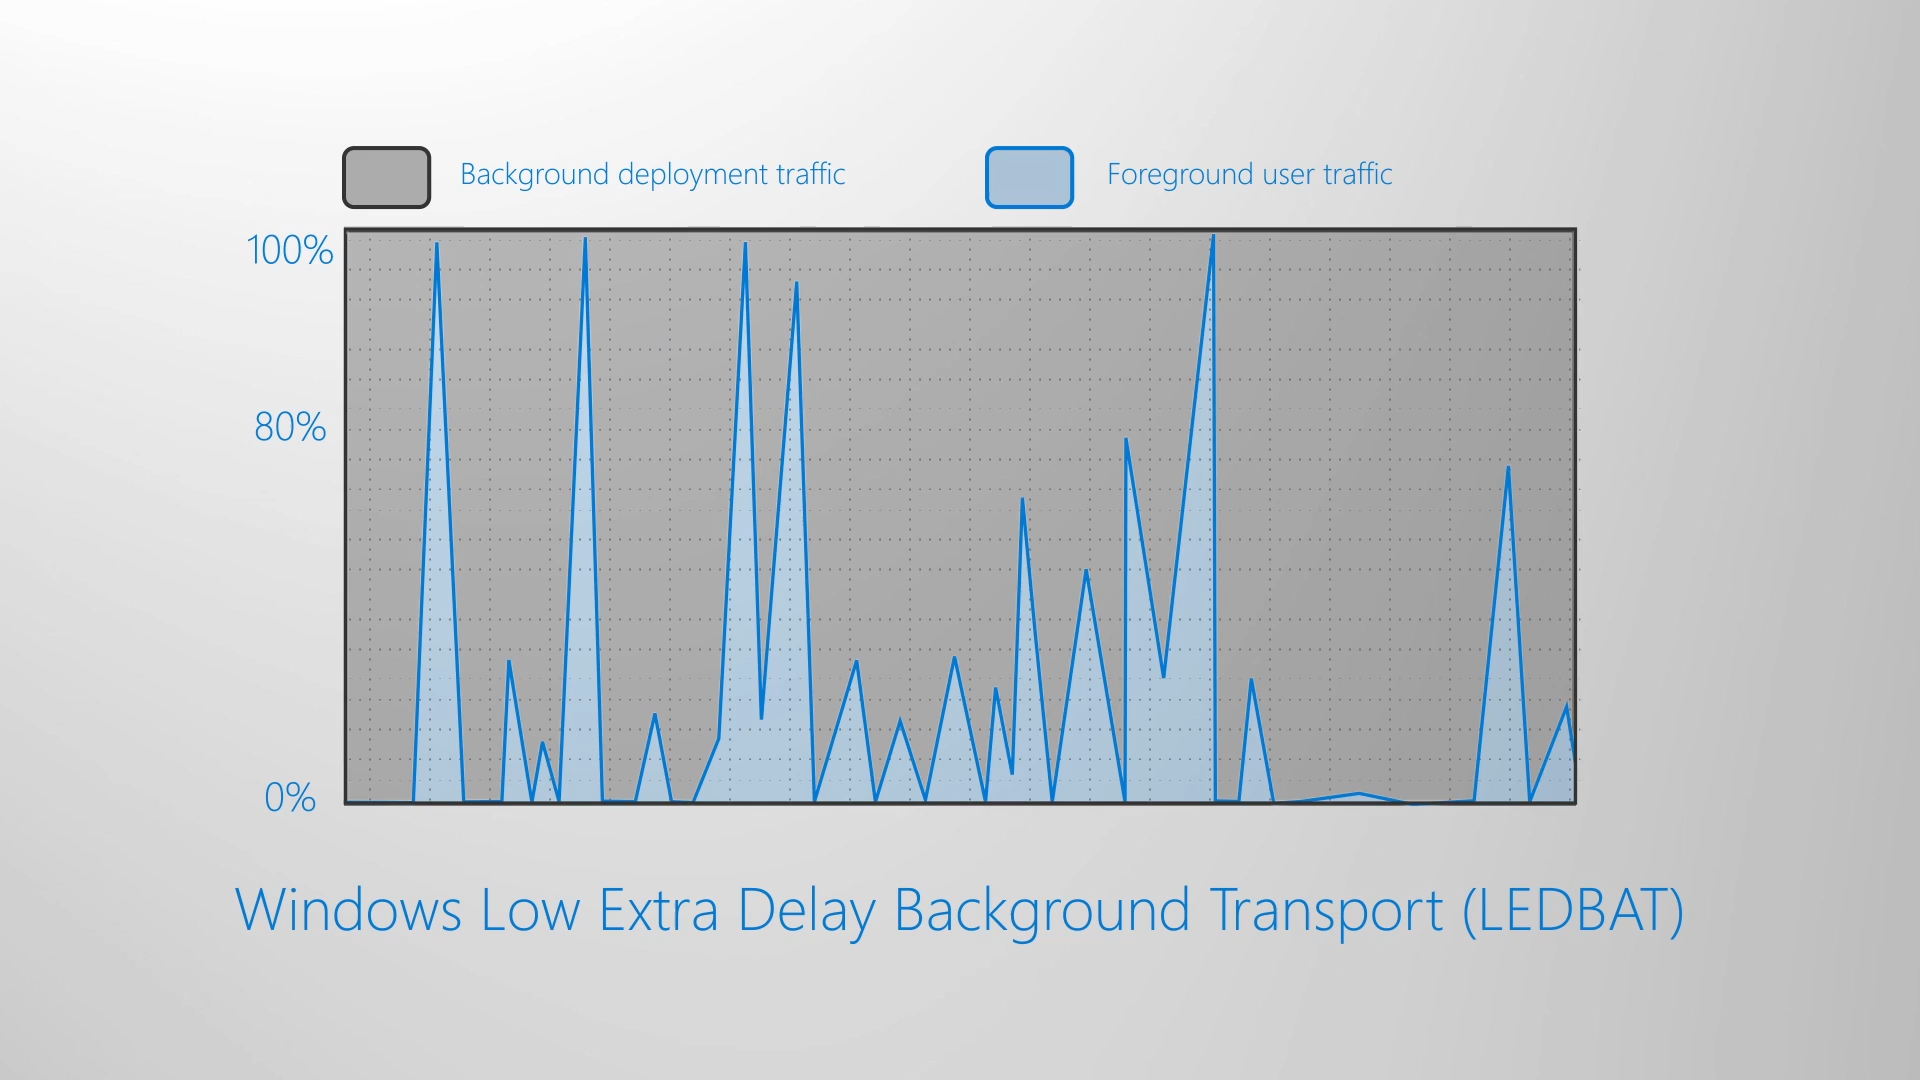 Background deployment traffic
Foreground user traffic
100%
80%
0%
Windows Low Extra Delay Background Transport (LEDBAT)